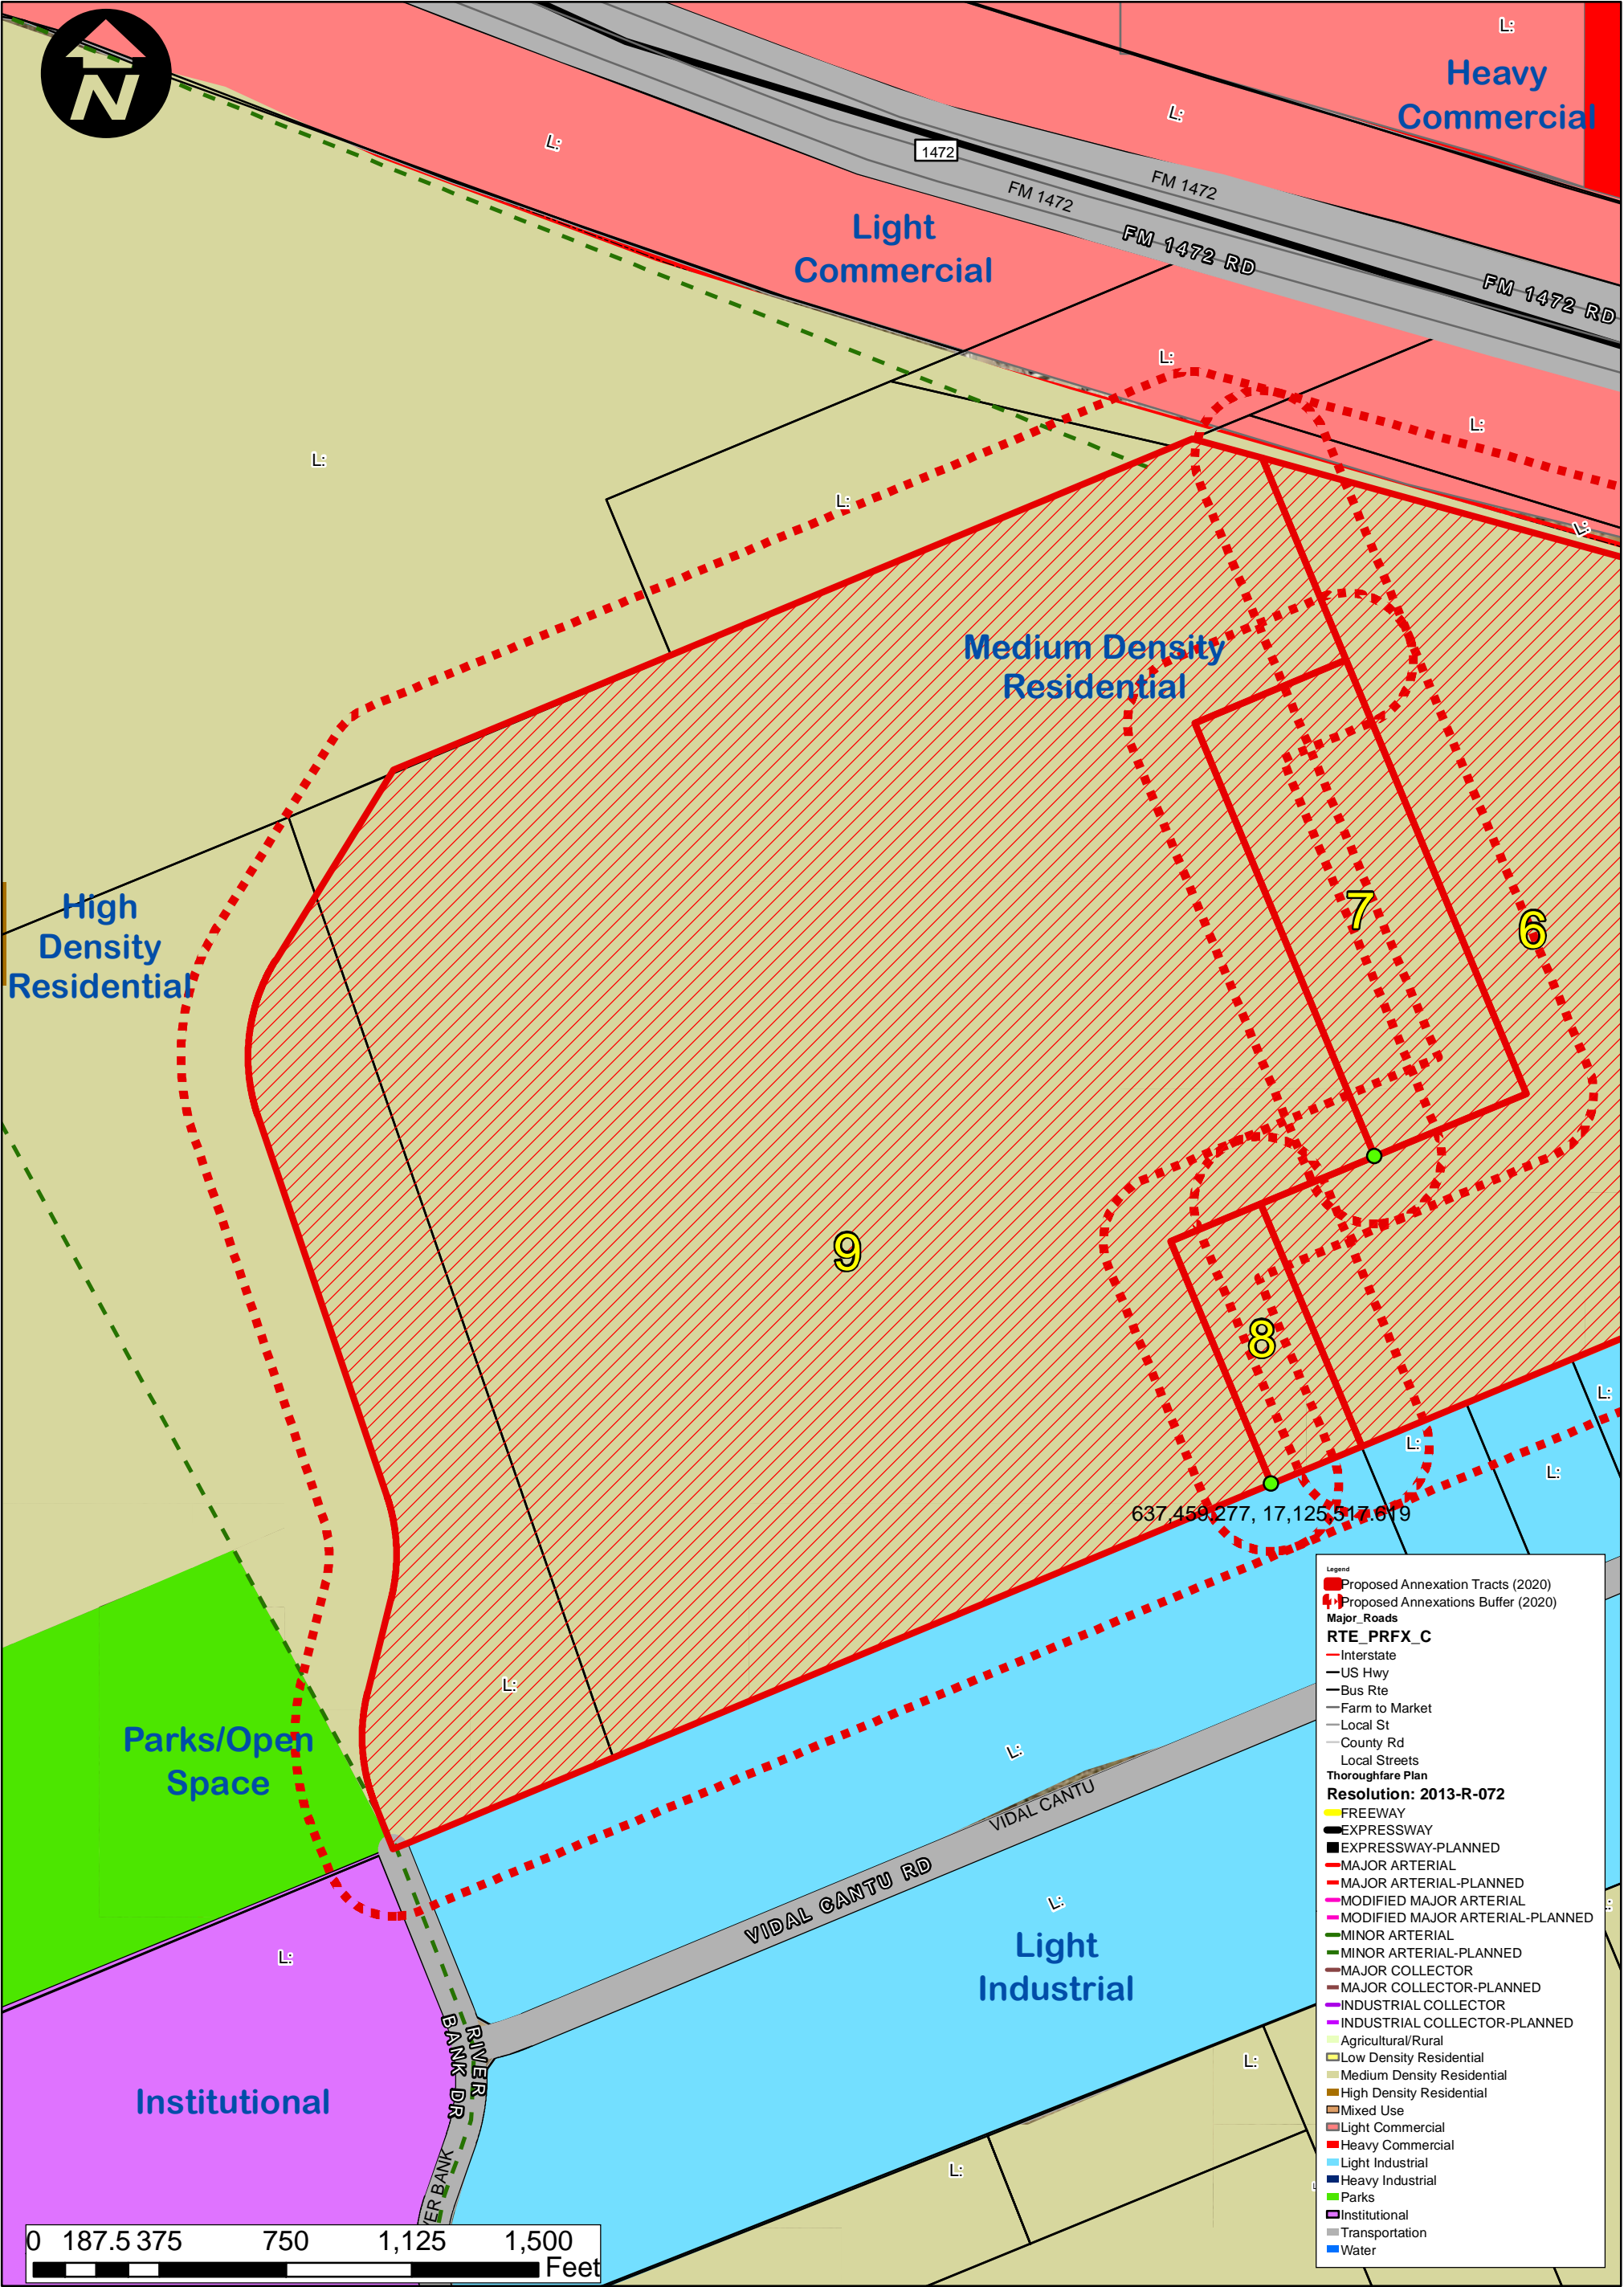 N
L:
Heavy
Commercial
L:
L:
1472
FM 1472
FM 1472
FM 1472 RD
FM 1472 RD
Light
Commercial
L:
L:
L:
L:
L:
Medium Density
Residential
High
Density
Residential
7
6
9
8
L:
L:
L:
637,459.277, 17,125,517.619
L:
Parks/Open
Space
L:
VIDAL CANTU
VIDAL CANTU RD
L:
L:
Light
Industrial
RIVER
BANK DR
Institutional
L:
L:
VER BANK
0 187.5 375 750 1,125 1,500
Feet
Legend
Proposed Annexation Tracts (2020)
Proposed Annexations Buffer (2020)
Major_Roads
RTE_PRFX_C
Interstate
US Hwy
Bus Rte
Farm to Market
Local St
County Rd
Local Streets
Thoroughfare Plan
Resolution: 2013-R-072
FREEWAY
EXPRESSWAY
EXPRESSWAY-PLANNED
MAJOR ARTERIAL
MAJOR ARTERIAL-PLANNED
MODIFIED MAJOR ARTERIAL
MODIFIED MAJOR ARTERIAL-PLANNED
MINOR ARTERIAL
MINOR ARTERIAL-PLANNED
MAJOR COLLECTOR
MAJOR COLLECTOR-PLANNED
INDUSTRIAL COLLECTOR
INDUSTRIAL COLLECTOR-PLANNED
Agricultural/Rural
Low Density Residential
Medium Density Residential
High Density Residential
Mixed Use
Light Commercial
Heavy Commercial
Light Industrial
Heavy Industrial
Parks
Institutional
Transportation
Water